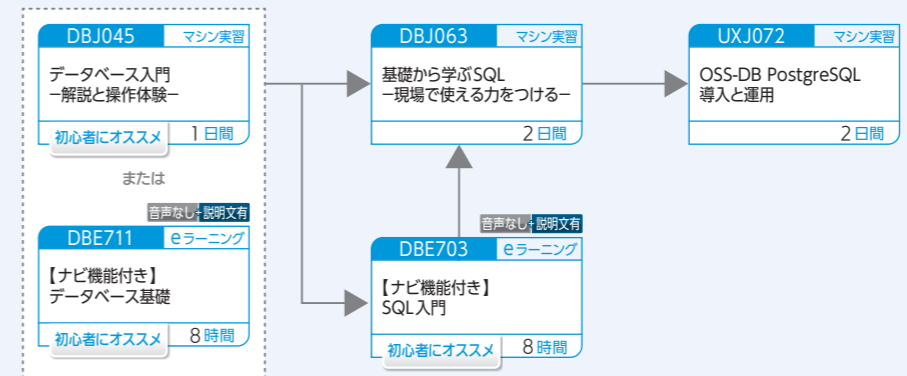 DBJ045 マシン実習
データベース入門
−解説と操作体験−
初心者にオススメ 1日間
または
音声なし+説明文有
DBE711 eラーニング
【ナビ機能付き】
データベース基礎
初心者にオススメ 8時間
DBJ063 マシン実習
基礎から学ぶSQL
−現場で使える力をつける−
2日間
音声なし+説明文有
DBE703 eラーニング
【ナビ機能付き】
SQL入門
初心者にオススメ 8時間
UXJ072 マシン実習
OSS-DB PostgreSQL
導入と運用
2日間